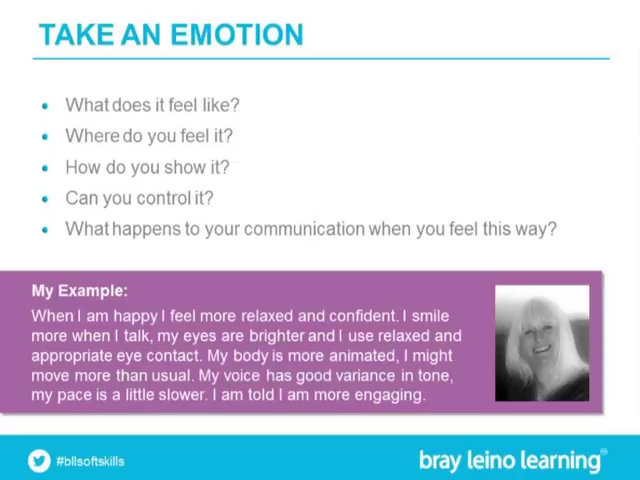 TAKE AN EMOTION
What does it feel like?
Where do you feel it?
How do you show it?
Can you control it?
What happens to your communication when you feel this way?
My Example:
When I am happy I feel more relaxed and confident. I smile
more when I talk, my eyes are brighter and I use relaxed and
appropriate eye contact. My body is more animated, I might
move more than usual. My voice has good variance in tone,
my pace is a little slower. I am told I am more engaging.
#bllsoftskills
bray leino learning